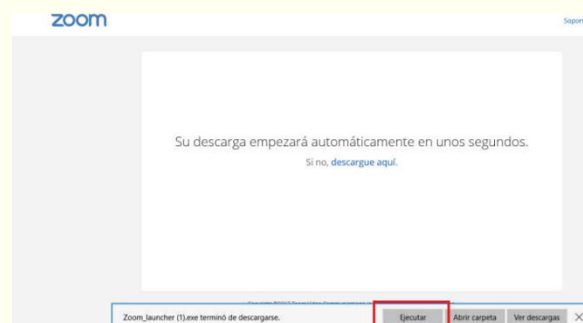 zoom
Soport
Su descarga empezará automáticamente en unos segundos.
Si no, descargue aquí.
Zoom_launcher (1).exe terminó de descargarse. Ejecutar Abrir carpeta Ver descargas X